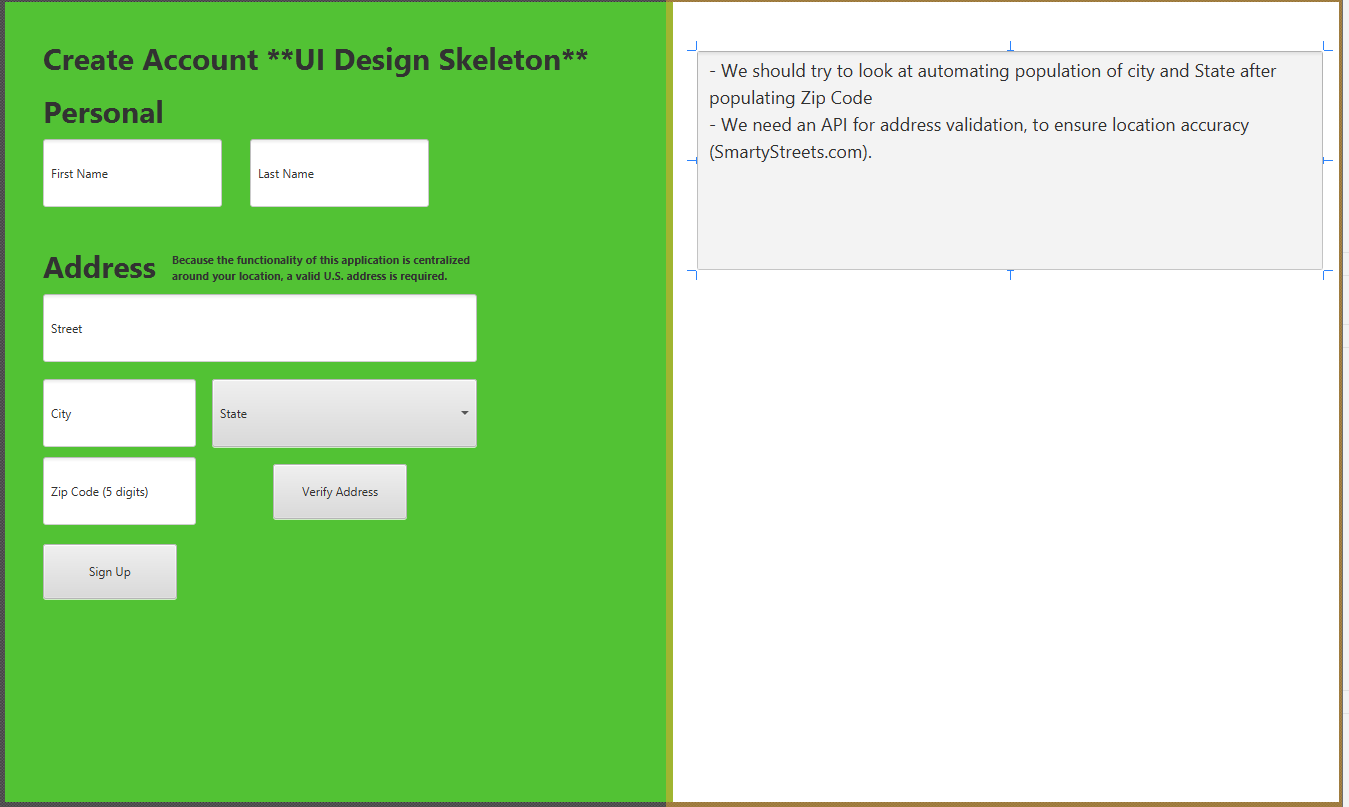 Create Account **UI Design Skeleton**
Personal
First Name
Last Name
Address
Because the functionality of this application is centralized
around your location, a valid U.S. address is required.
Street
City
State
Zip Code (5 digits)
Verify Address
Sign Up
- We should try to look at automating population of city and State after
populating Zip Code
- We need an API for address validation, to ensure location accuracy
(SmartyStreets.com).